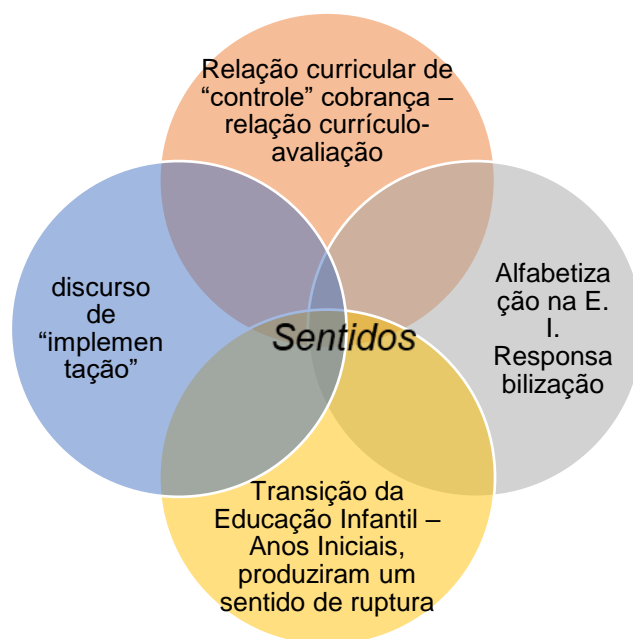 Relação curricular de
“controle” cobrança –
relação currículo-
avaliação
discurso
de
“implemen
tação”
Sentidos
Alfabetiza
ção na E.
I.
Responsa
bilização
Transição da
Educação Infantil –
Anos Iniciais,
produziram um
sentido de ruptura